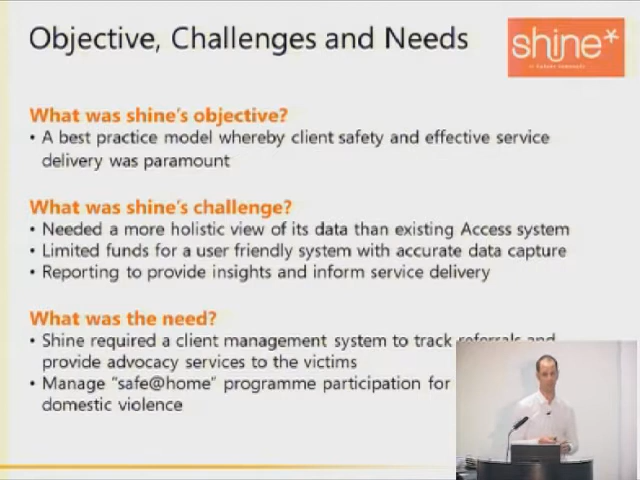 Objective, Challenges and Needs
shine*
What was shine's objective?
• A best practice model whereby client safety and effective service
delivery was paramount
What was shine's challenge?
• Needed a more holistic view of its data than existing Access system
• Limited funds for a user friendly system with accurate data capture
• Reporting to provide insights and inform service delivery
What was the need?
• Shine required a client management system to track referrals and
provide advocacy services to the victims
• Manage "safe@home" programme participation for
domestic violence